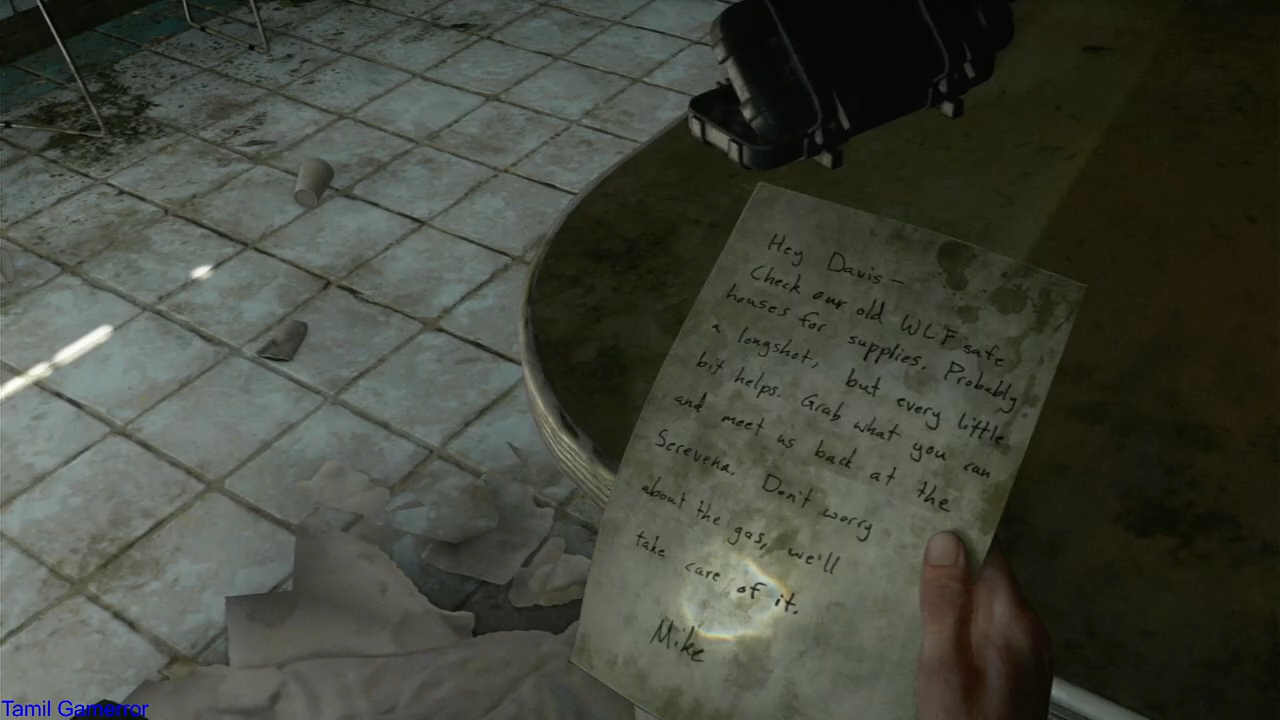 Hey Davis—
Check our old WLF safe
houses for supplies. Probably
a longshot, but every little
bit helps. Grab what you can
and meet us back at the
Serevena. Don't worry
about the gas, we'll
take care of it.
Mike
Tamil Gamerror